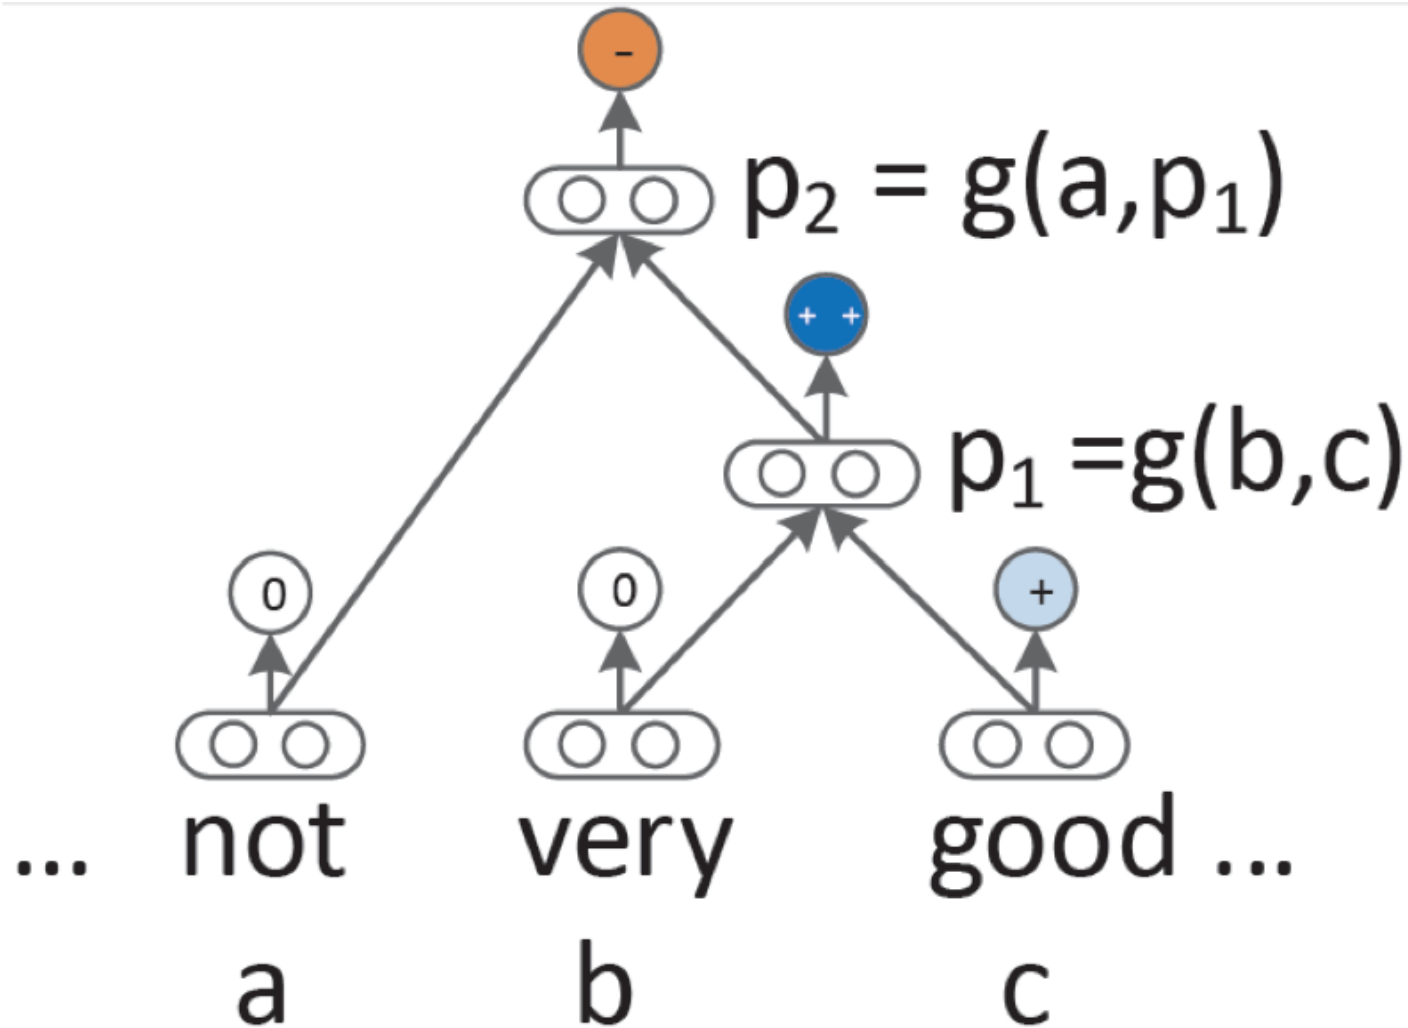 -
p₂ = g(a,p₁)
+ +
p₁ =g(b,c)
0 0 +
... not very good ...
a b c